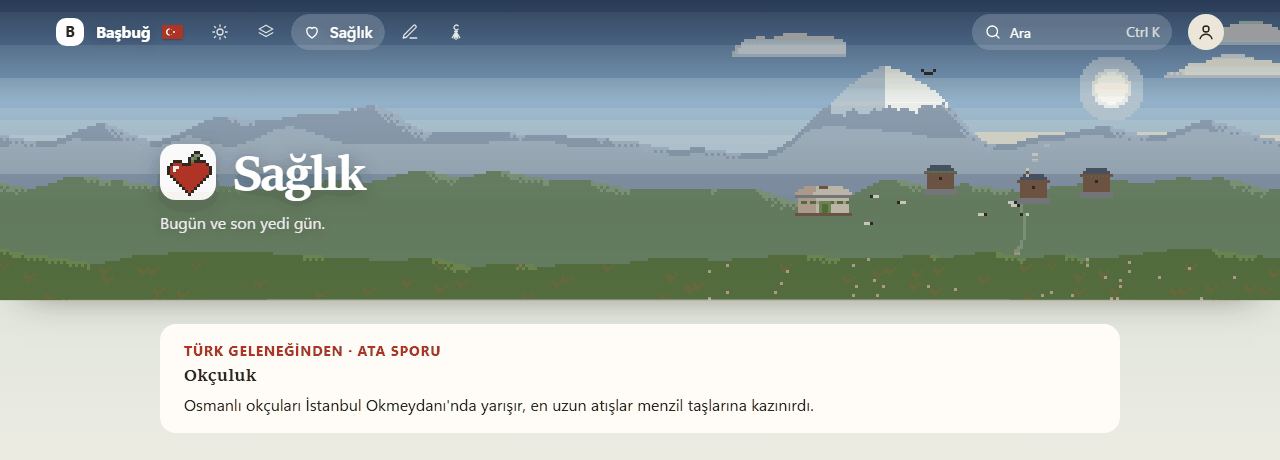 B Başbuğ Sağlık Ara Ctrl K
Sağlık
Bugün ve son yedi gün.
TÜRK GELENEĞİNDEN · ATA SPORU
Okçuluk
Osmanlı okçuları İstanbul Okmeydanı'nda yarışır, en uzun atışlar menzil taşlarına kazınırdı.